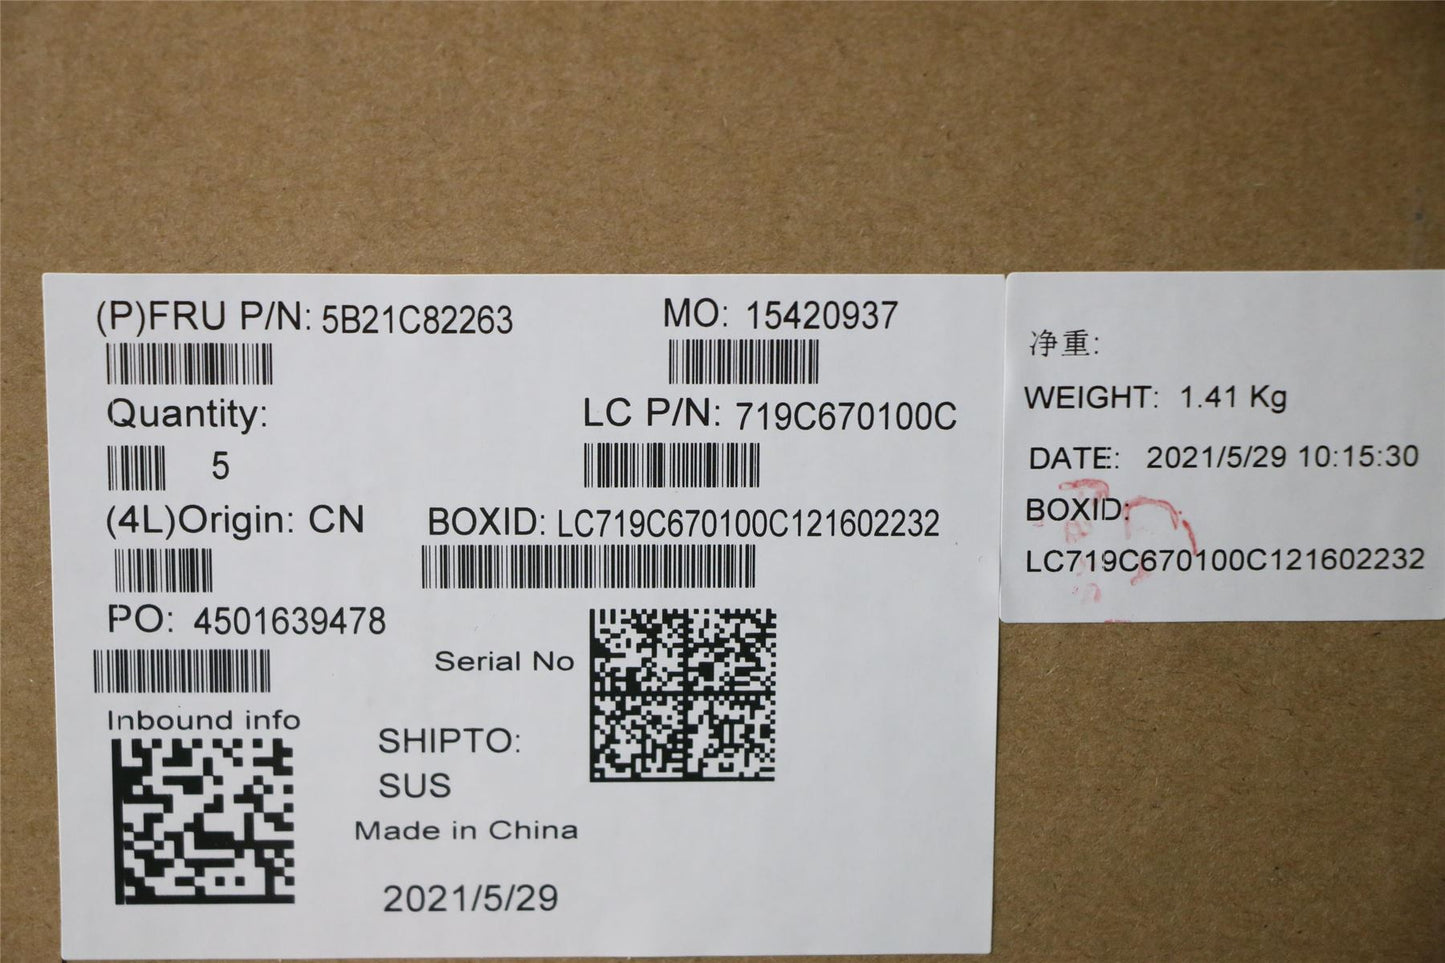 (P)FRU P/N: 5B21C82263
MO: 15420937
Quantity:
5
LC P/N: 719C670100C
(4L)Origin: CN
BOXID: LC719C670100C121602232
PO: 4501639478
Serial No
Inbound info
SHIPTO:
SUS
Made in China
2021/5/29
净重:
WEIGHT: 1.41 Kg
DATE: 2021/5/29 10:15:30
BOXID:
LC719C670100C121602232